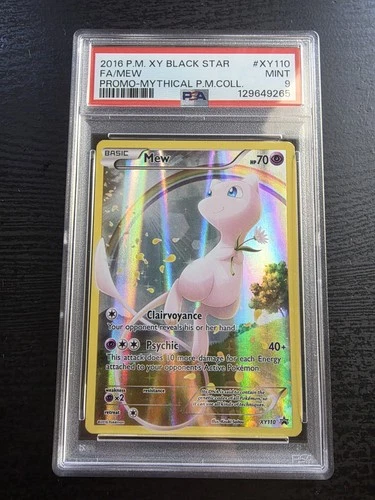 2016 P.M. XY BLACK STAR #XY110
FA/MEW MINT
PROMO-MYTHICAL P.M.COLL. 9
PSA 129649265
BASIC
Mew HP70
Clairvoyance
Your opponent reveals his or her hand.
Psychic 40+
This attack does 10 more damage for each Energy
attached to your opponent's Active Pokémon.
weakness resistance
×2
retreat
XY110